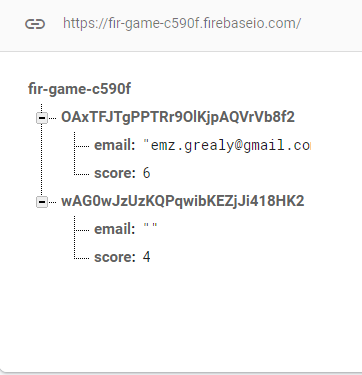 https://fir-game-c590f.firebaseio.com/
fir-game-c590f
OAxTFJTgPPTRr9OlKjpAQVrVb8f2
email: "emz.grealy@gmail.co
score: 6
wAG0wJzUzKQPqwibKEZjJi418HK2
email: ""
score: 4